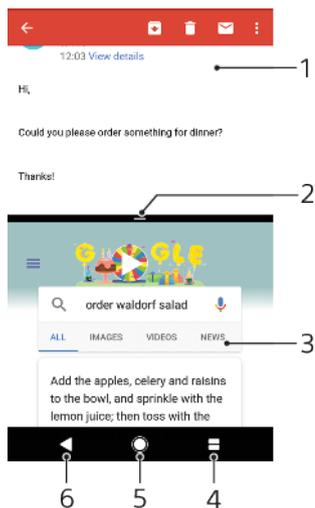 12:03 View details
1
Hi,
Could you please order something for dinner?
Thanks!
2
G OGLE
order waldorf salad
ALL IMAGES VIDEOS NEWS
3
Add the apples, celery and raisins
to the bowl, and sprinkle with the
lemon juice; then toss with the
6 5 4